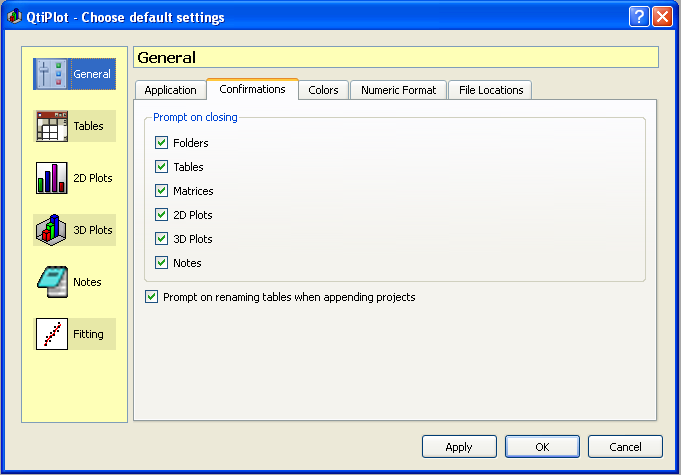 QtiPlot - Choose default settings
General
Tables
2D Plots
3D Plots
Notes
Fitting
General
Application Confirmations Colors Numeric Format File Locations
Prompt on closing
Folders
Tables
Matrices
2D Plots
3D Plots
Notes
Prompt on renaming tables when appending projects
Apply OK Cancel